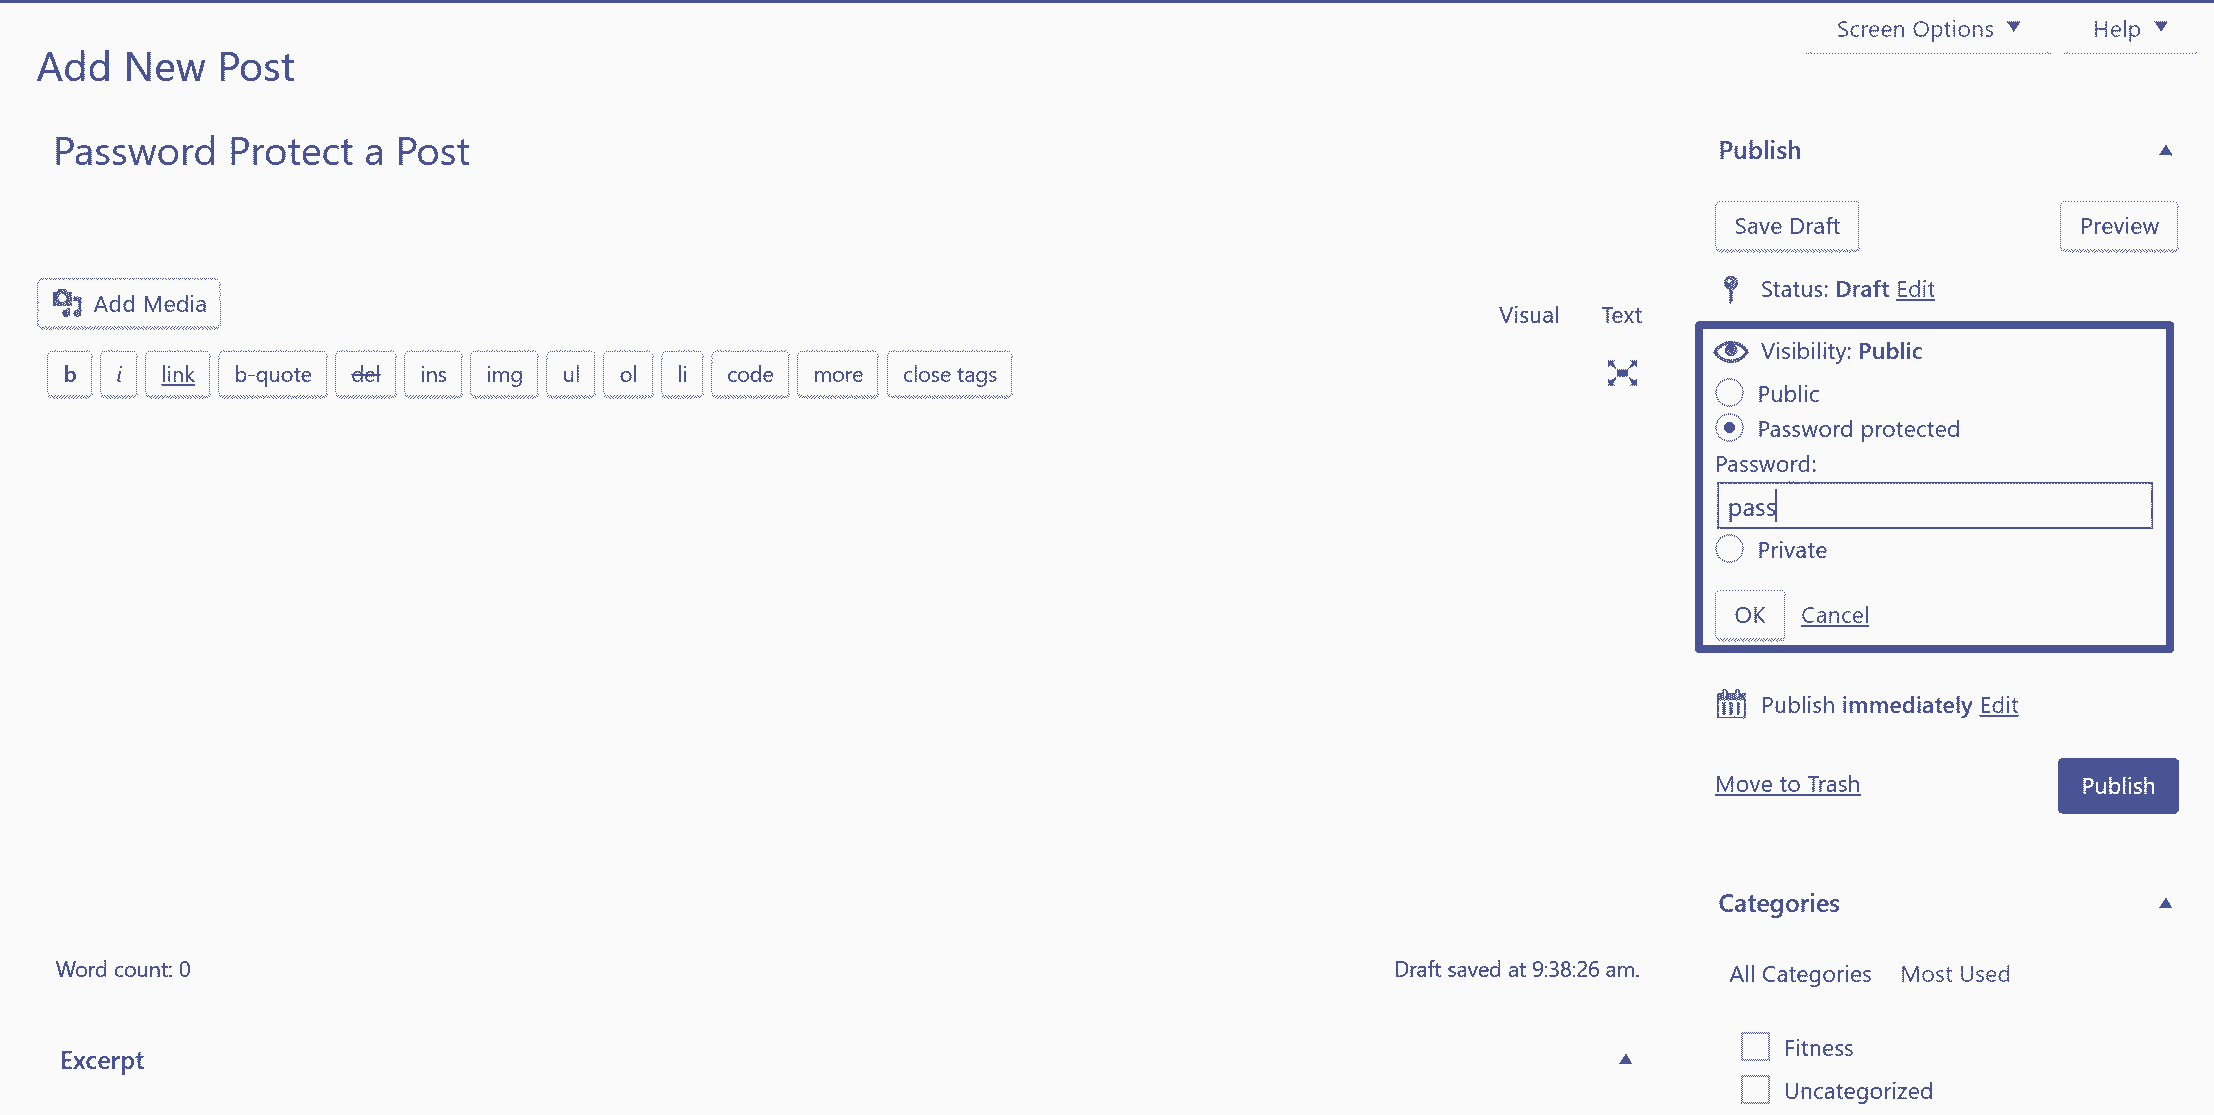 Screen Options Help
Add New Post
Password Protect a Post
Add Media
Visual Text
b i link b-quote del ins img ul ol li code more close tags
Word count: 0
Draft saved at 9:38:26 am.
Excerpt
Publish
Save Draft Preview
Status: Draft Edit
Visibility: Public
Public
Password protected
Password:
pass
Private
OK Cancel
Publish immediately Edit
Move to Trash Publish
Categories
All Categories Most Used
Fitness
Uncategorized